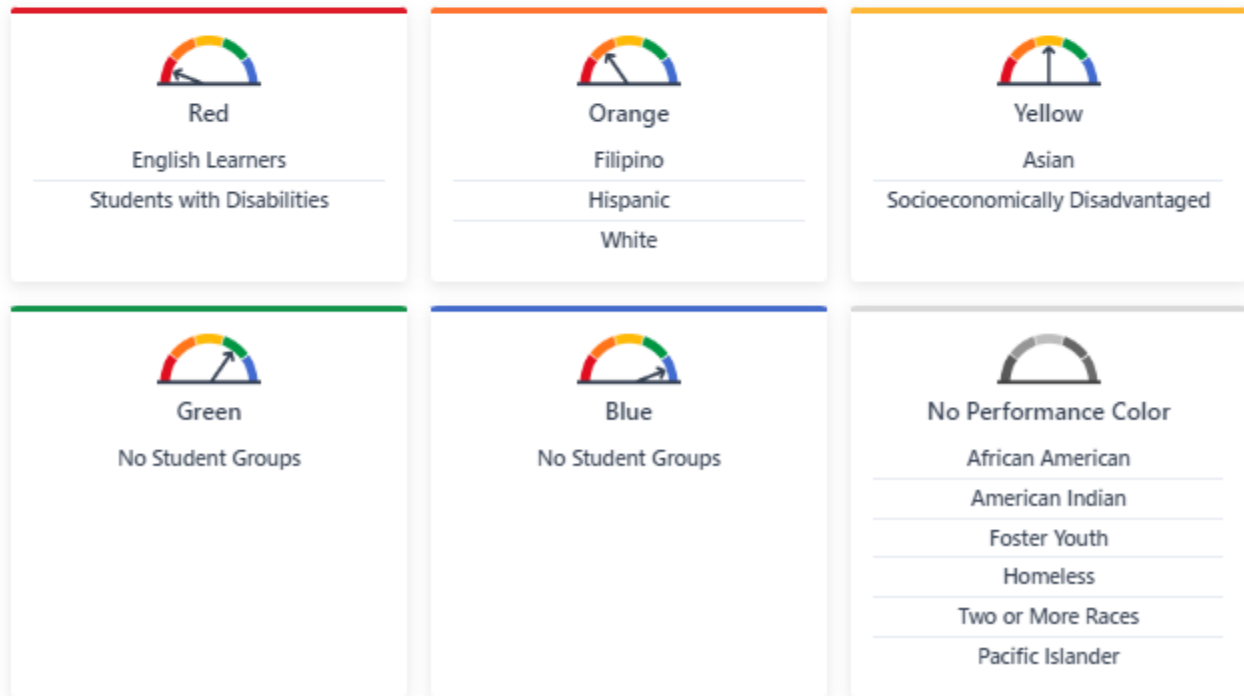 Red
English Learners
Students with Disabilities
Orange
Filipino
Hispanic
White
Yellow
Asian
Socioeconomically Disadvantaged
Green
No Student Groups
Blue
No Student Groups
No Performance Color
African American
American Indian
Foster Youth
Homeless
Two or More Races
Pacific Islander